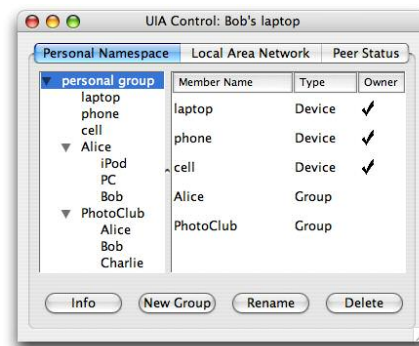 UIA Control: Bob's laptop
Personal Namespace Local Area Network Peer Status
personal group
laptop
phone
cell
Alice
iPod
PC
Bob
PhotoClub
Alice
Bob
Charlie
Member Name Type Owner
laptop Device
phone Device
cell Device
Alice Group
PhotoClub Group
Info New Group Rename Delete